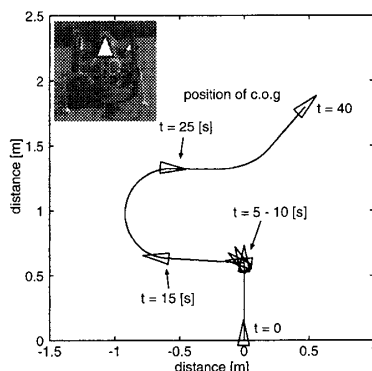 2.5
2
1.5
1
0.5
0
distance [m]
position of c.o.g
t = 40
t = 25 [s]
t = 5 - 10 [s]
t = 15 [s]
t = 0
-1.5
-1
-0.5
0
0.5
1
distance [m]